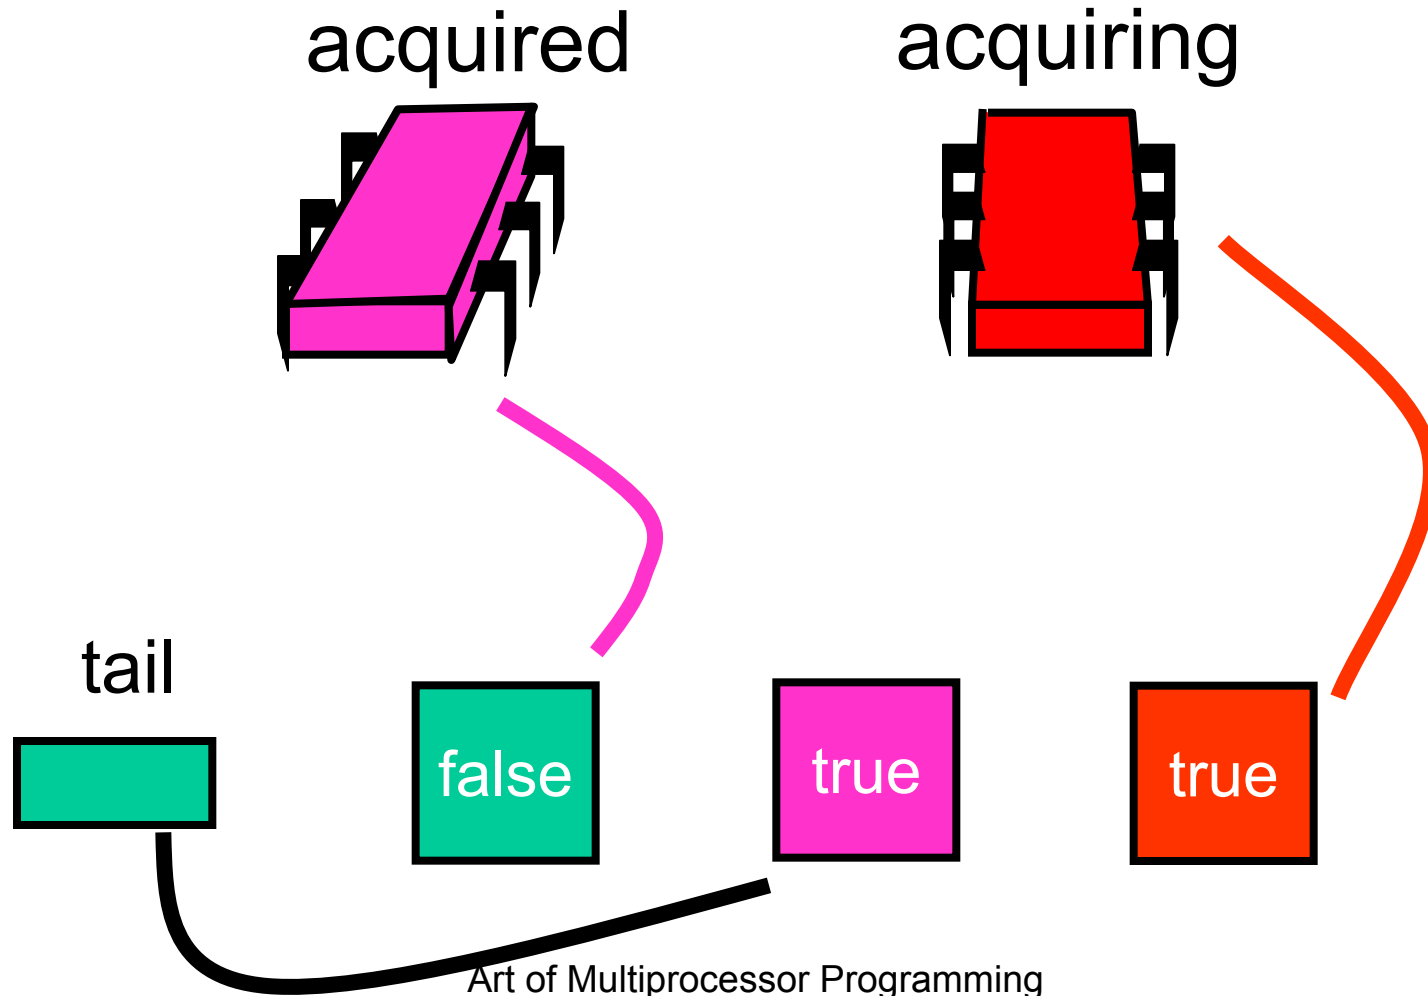 acquired
acquiring
tail
false
true
true
Art of Multiprocessor Programming